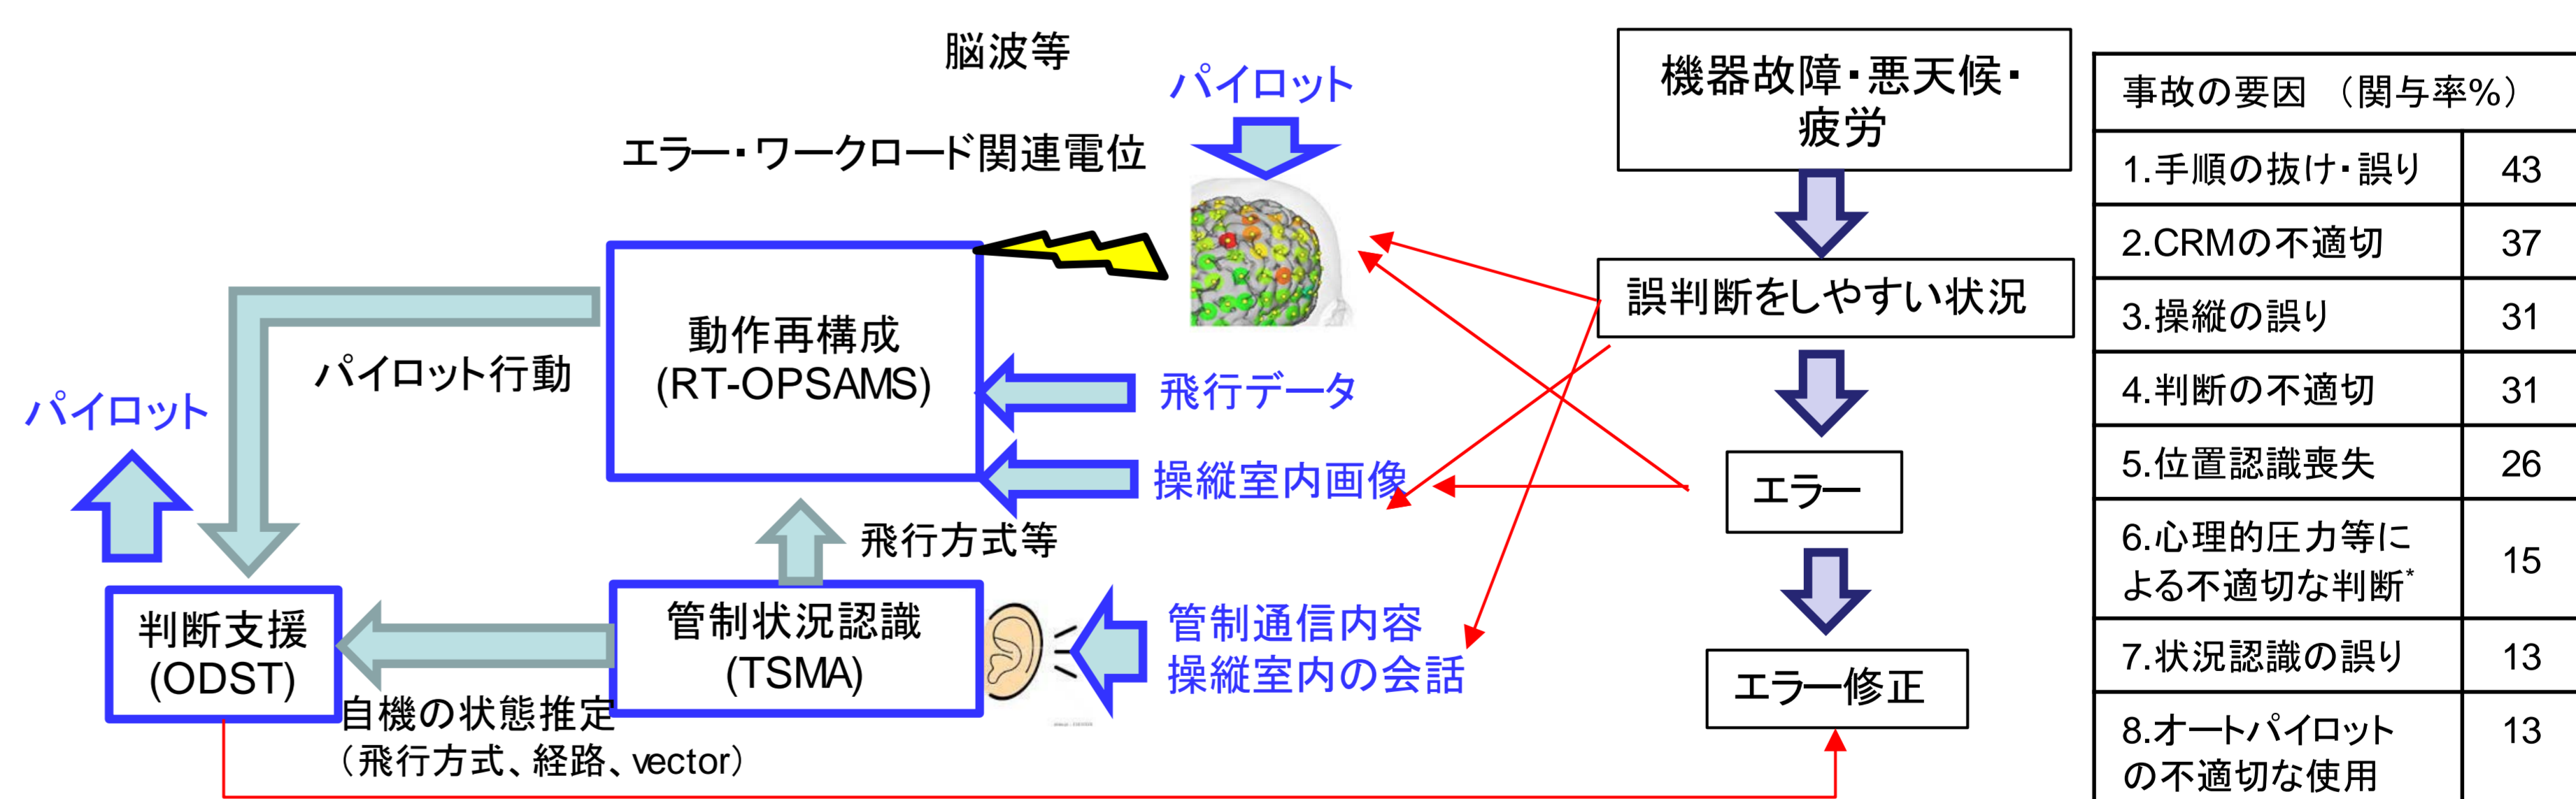 脳波等
パイロット
エラー・ワークロード関連電位
動作再構成
(RT-OPSAMS)
パイロット行動
飛行データ
操縦室内画像
パイロット
飛行方式等
判断支援
(ODST)
管制状況認識
(TSMA)
管制通信内容
操縦室内の会話
自機の状態推定
（飛行方式、経路、vector）
機器故障・悪天候・
疲労
誤判断をしやすい状況
エラー
エラー修正
事故の要因 （関与率%）
1.手順の抜け・誤り 43
2.CRMの不適切 37
3.操縦の誤り 31
4.判断の不適切 31
5.位置認識喪失 26
6.心理的圧力等に
よる不適切な判断* 15
7.状況認識の誤り 13
8.オートパイロット 13
の不適切な使用